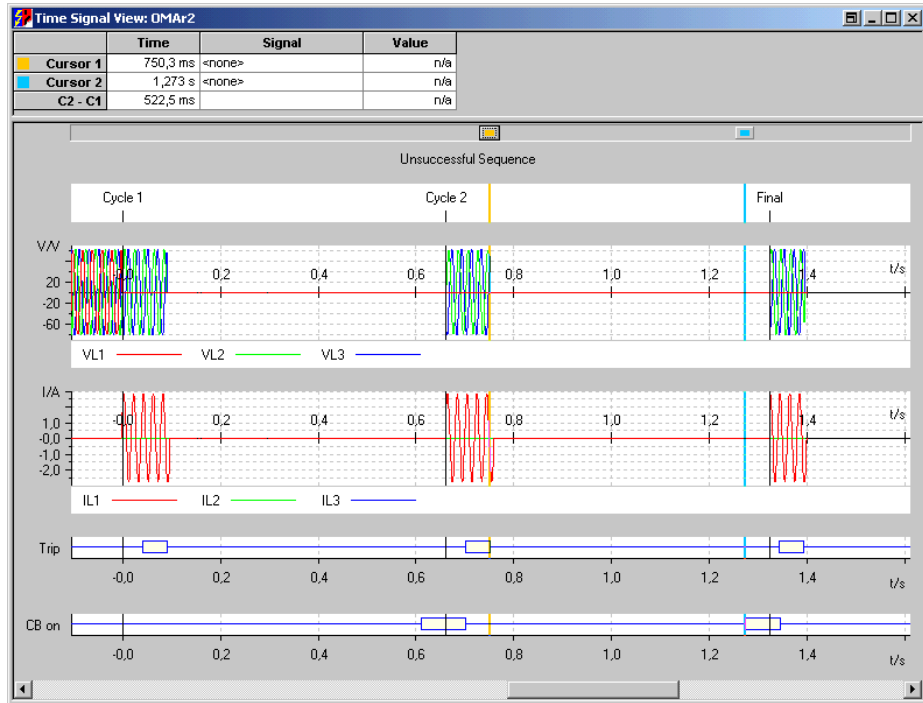 Time Signal View: OMAr2
Time Signal Value
Cursor 1 750,3 ms <none> n/a
Cursor 2 1,273 s <none> n/a
C2 - C1 522,5 ms n/a
Unsuccessful Sequence
Cycle 1 Cycle 2 Final
V/V
-0,0 0,2 0,4 0,6 0,8 1,0 1,2 1,4 t/s
20
-20
-60
VL1 VL2 VL3
I/A
-0,0 0,2 0,4 0,6 0,8 1,0 1,2 1,4 t/s
1,0
-0,0
-1,0
-2,0
IL1 IL2 IL3
Trip
-0,0 0,2 0,4 0,6 0,8 1,0 1,2 1,4 t/s
CB on
-0,0 0,2 0,4 0,6 0,8 1,0 1,2 1,4 t/s